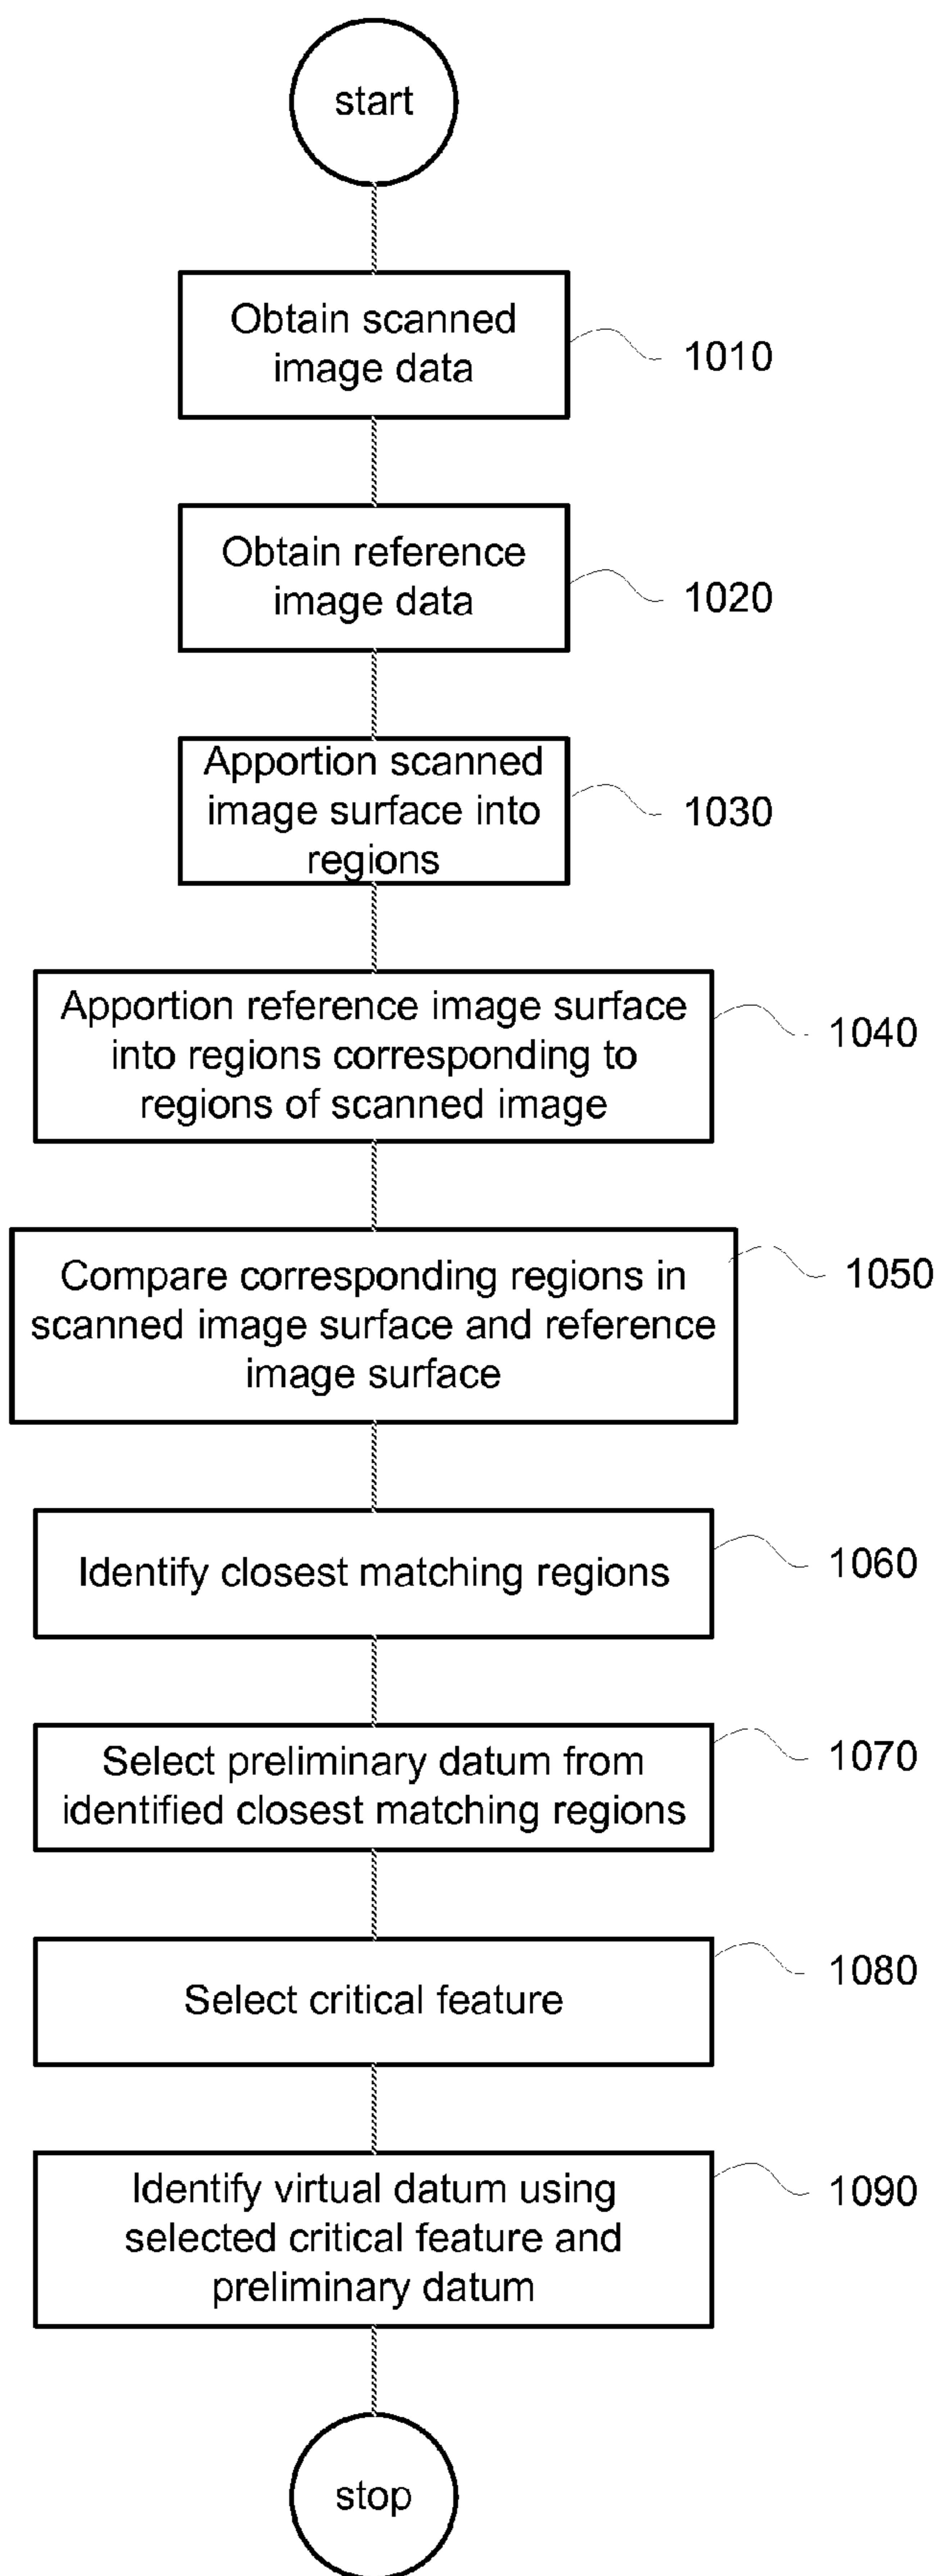 start
Obtain scanned
image data
1010
Obtain reference
image data
1020
Apportion scanned
image surface into
regions
1030
Apportion reference image surface
into regions corresponding to
regions of scanned image
1040
Compare corresponding regions in
scanned image surface and reference
image surface
1050
Identify closest matching regions
1060
Select preliminary datum from
identified closest matching regions
1070
Select critical feature
1080
Identify virtual datum using
selected critical feature and
preliminary datum
1090
stop